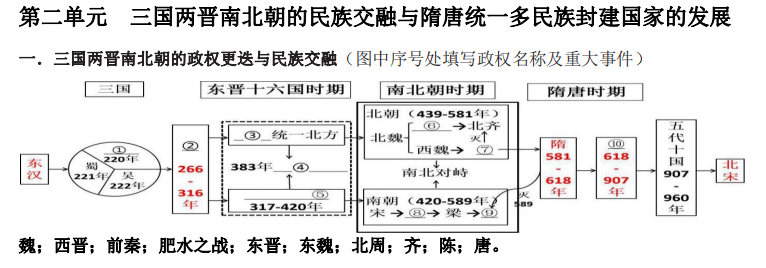 第二单元 三国两晋南北朝的民族交融与隋唐统一多民族封建国家的发展
一．三国两晋南北朝的政权更迭与民族交融（图中序号处填写政权名称及重大事件）
三国
东晋十六国时期
南北朝时期
隋唐时期
东汉
①
220年
蜀
221年
吴
222年
②
266
-
316
年
③ 统一北方
383年 ④
⑤
317-420年
北朝（439-581年）
北魏
⑥ → 北齐
灭
西魏 → ⑦
南北对峙
南朝（420-589年）
宋 → ⑧ → 梁 → ⑨
灭
589
隋
581
-
618
年
⑩
618
-
907
年
五代十国
907
-
960
年
北宋
魏；西晋；前秦；肥水之战；东晋；东魏；北周；齐；陈；唐。